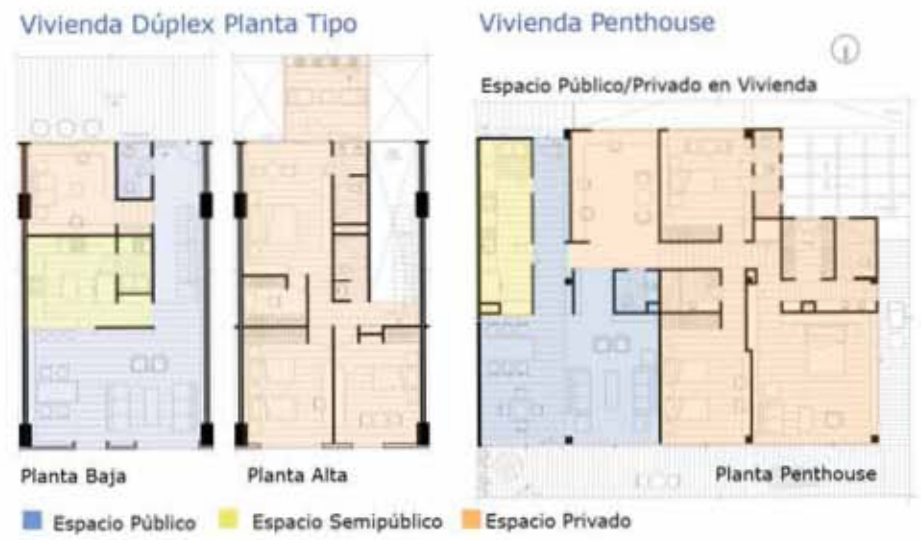 Vivienda Dúplex Planta Tipo
Vivienda Penthouse
Espacio Público/Privado en Vivienda
Planta Baja
Planta Alta
Planta Penthouse
Espacio Público
Espacio Semipúblico
Espacio Privado